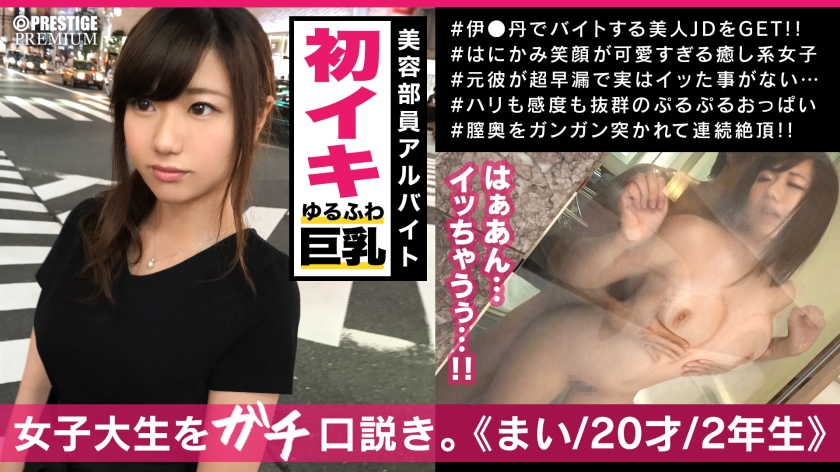 PRESTIGE
PREMIUM
美容部員アルバイト
初イキ
ゆるふわ
巨乳
#伊●丹でバイトする美人JDをGET!!
#はにかみ笑顔が可愛すぎる癒し系女子
#元彼が超早漏で実はイッた事がない…
#ハリも感度も抜群のぷるぷるおっぱい
#膣奥をガンガン突かれて連続絶頂!!
はぁあん…
イッちゃうぅ…!!
女子大生をガチ口説き。《まい/20才/2年生》